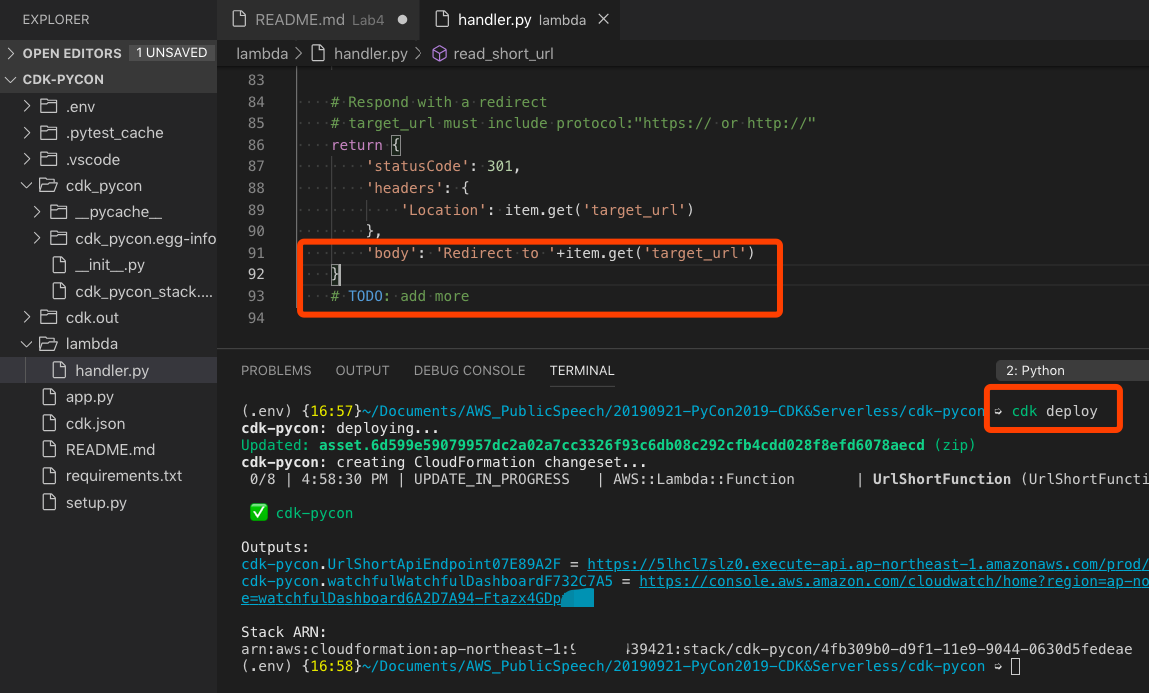 EXPLORER
OPEN EDITORS 1 UNSAVED
CDK-PYCON
.env
.pytest_cache
.vscode
cdk_pycon
__pycache__
cdk_pycon.egg-info
__init__.py
cdk_pycon_stack....
cdk.out
lambda
handler.py
app.py
cdk.json
README.md
requirements.txt
setup.py
README.md Lab4 ● handler.py lambda ×
lambda > handler.py > read_short_url
83
84 # Respond with a redirect
85 # target_url must include protocol:"https:// or http://"
86 return {
87 'statusCode': 301,
88 'headers': {
89 'Location': item.get('target_url')
90 },
91 'body': 'Redirect to '+item.get('target_url')
92 }
93 # TODO: add more
94
PROBLEMS OUTPUT DEBUG CONSOLE TERMINAL 2: Python
(.env) {16:57}~/Documents/AWS_PublicSpeech/20190921-PyCon2019-CDK&Serverless/cdk-pycon ➭ cdk deploy
cdk-pycon: deploying...
Updated: asset.6d599e59079957dc2a02a7cc3326f93c6db08c292cfb4cdd028f8efd6078aecd (zip)
cdk-pycon: creating CloudFormation changeset...
0/8 | 4:58:30 PM | UPDATE_IN_PROGRESS | AWS::Lambda::Function | UrlShortFunction (UrlShortFuncti
✅ cdk-pycon
Outputs:
cdk-pycon.UrlShortApiEndpoint07E89A2F = https://5lhcl7slz0.execute-api.ap-northeast-1.amazonaws.com/prod/
cdk-pycon.watchfulWatchfulDashboardF732C7A5 = https://console.aws.amazon.com/cloudwatch/home?region=ap-no
e=watchfulDashboard6A2D7A94-Ftazx4GDp
Stack ARN:
arn:aws:cloudformation:ap-northeast-1:9 39421:stack/cdk-pycon/4fb309b0-d9f1-11e9-9044-0630d5fedeae
(.env) {16:58}~/Documents/AWS_PublicSpeech/20190921-PyCon2019-CDK&Serverless/cdk-pycon ➭